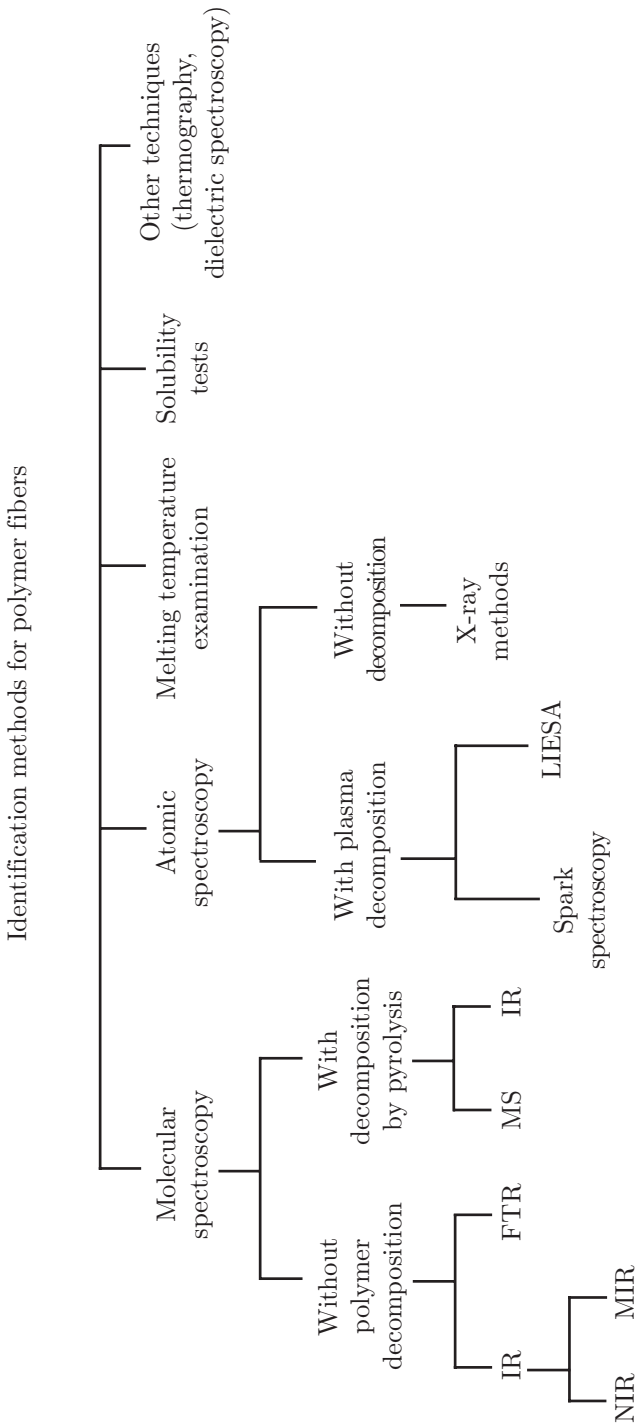 Identification methods for polymer fibers
Molecular
spectroscopy
Atomic
spectroscopy
Melting temperature
examination
Solubility
tests
Other techniques
(thermography,
dielectric spectroscopy)
Without
polymer
decomposition
With
decomposition
by pyrolysis
With plasma
decomposition
Without
decomposition
IR
FTR
MS
IR
Spark
spectroscopy
LIESA
X-ray
methods
NIR
MIR